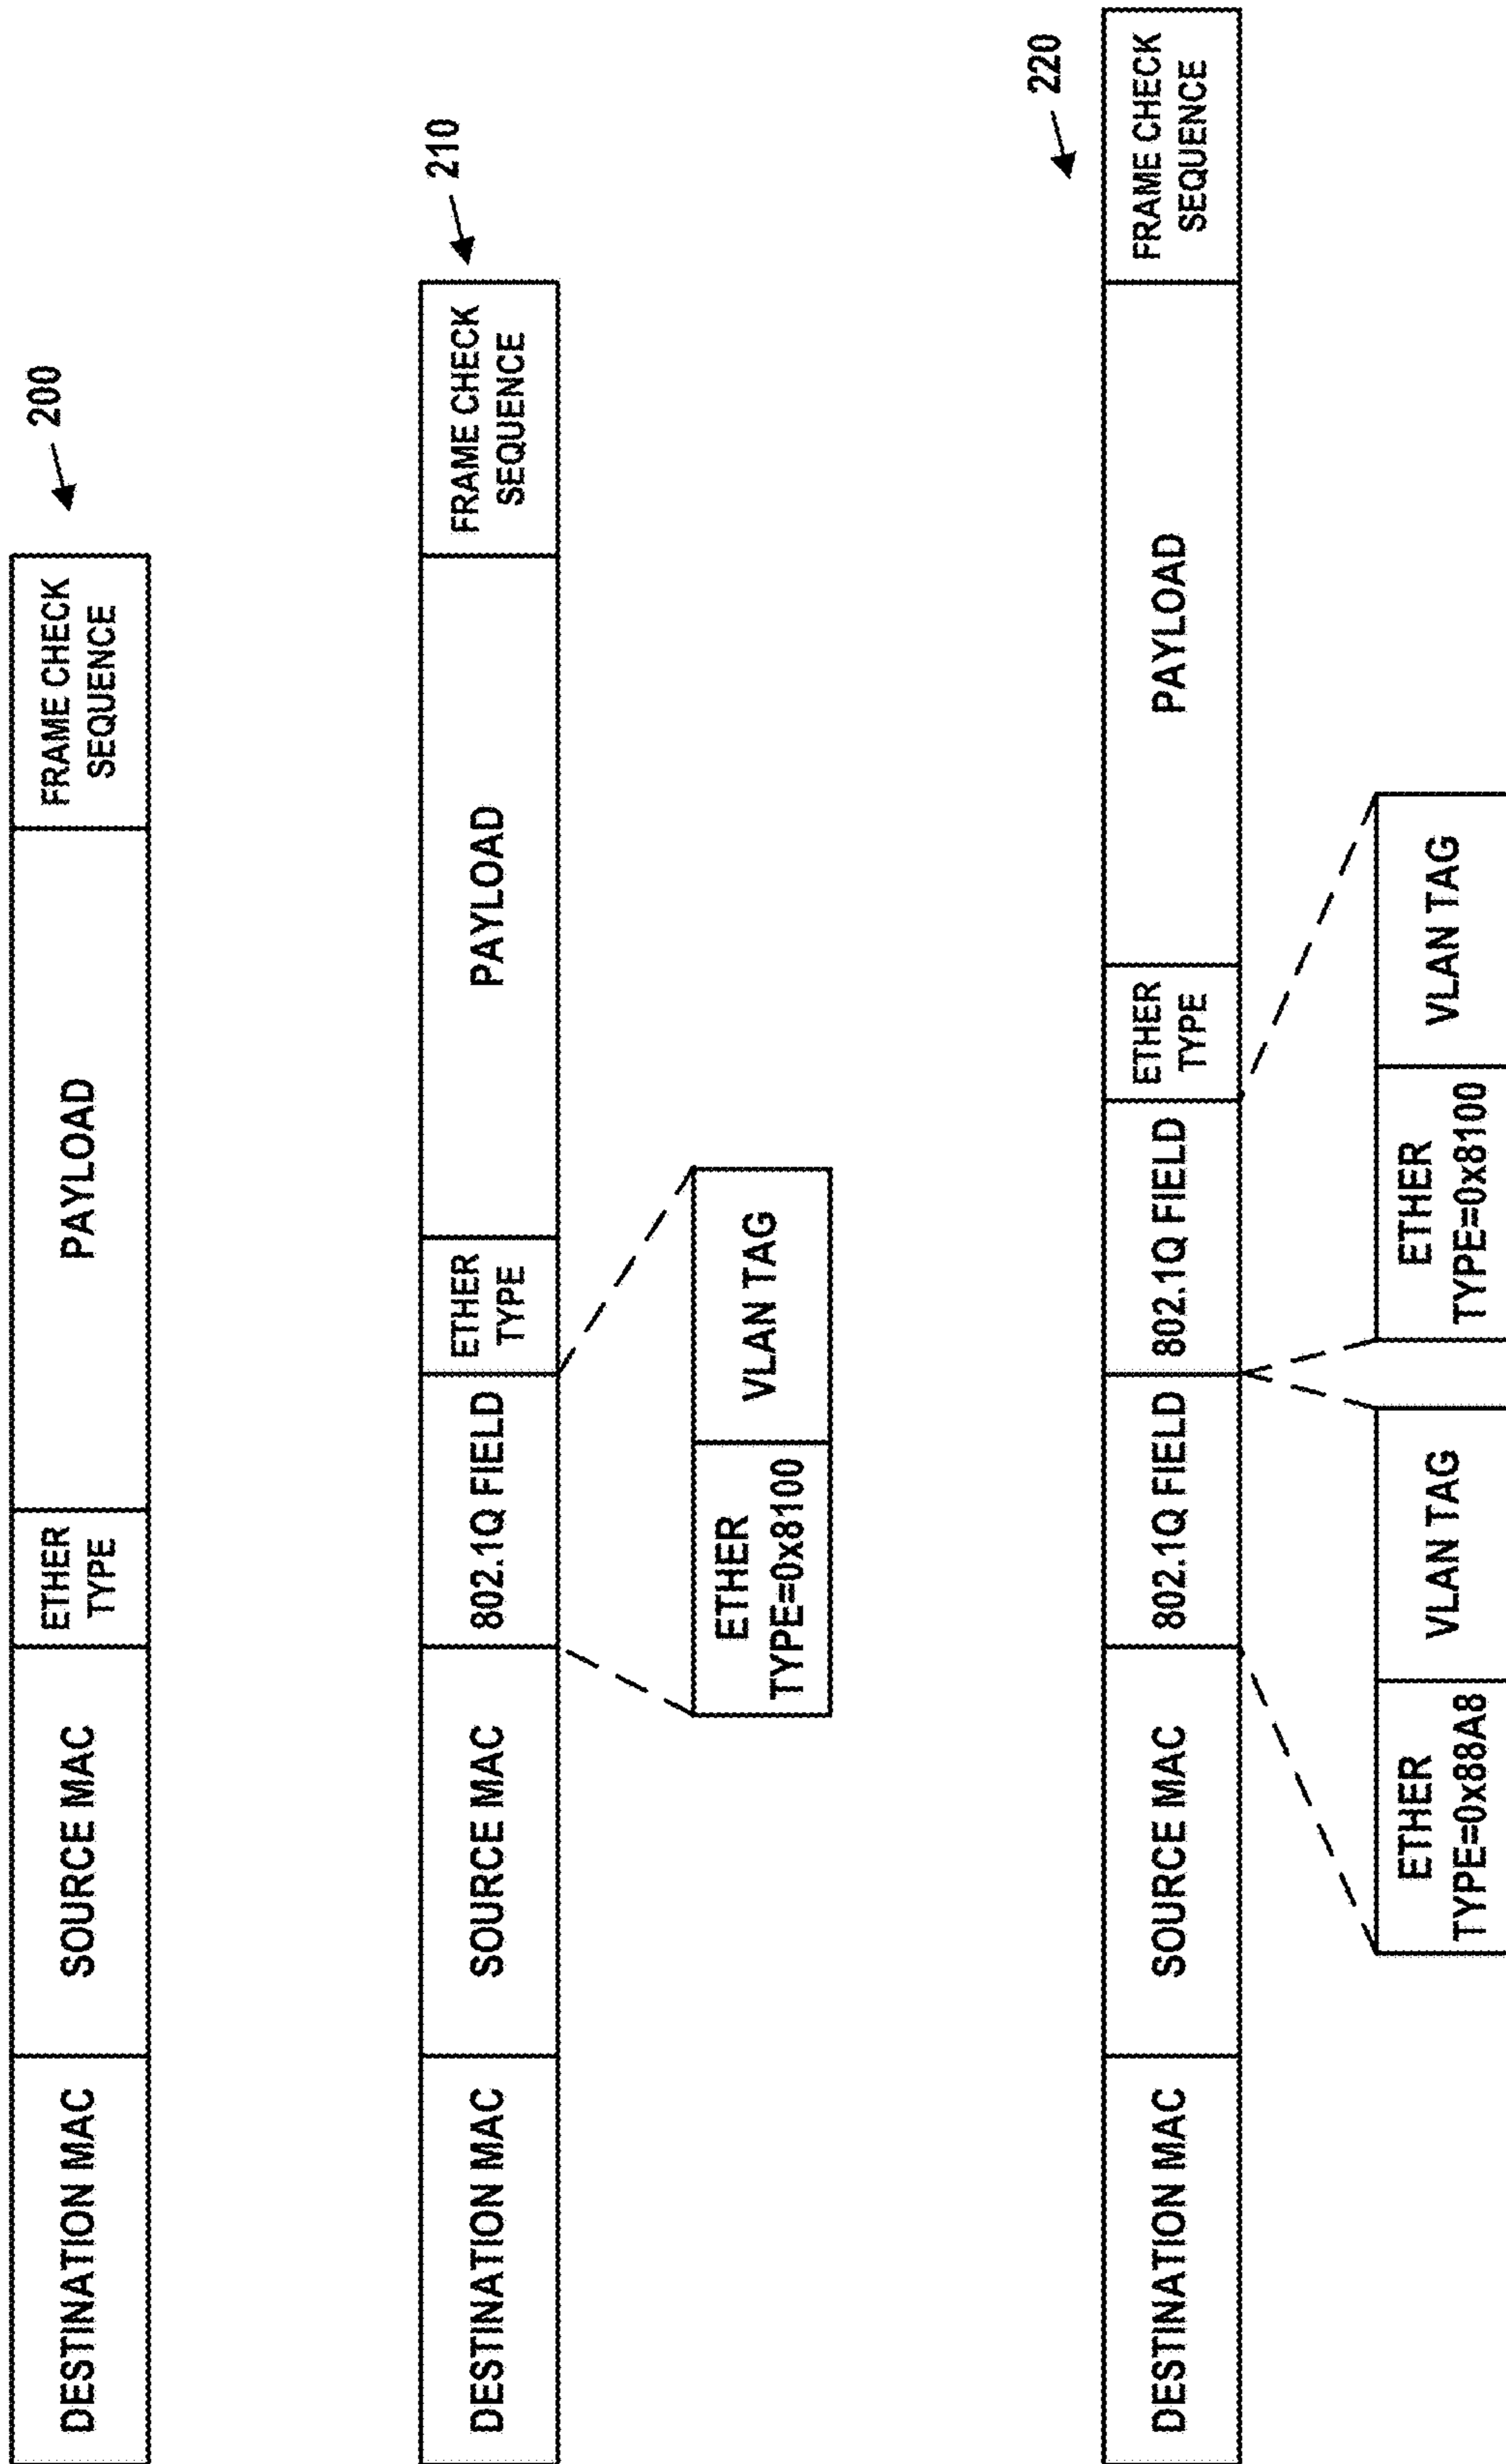 200
DESTINATION MAC
SOURCE MAC
ETHER
TYPE
PAYLOAD
FRAME CHECK
SEQUENCE
210
DESTINATION MAC
SOURCE MAC
802.1Q FIELD
ETHER
TYPE
PAYLOAD
FRAME CHECK
SEQUENCE
ETHER
TYPE=0x8100
VLAN TAG
220
DESTINATION MAC
SOURCE MAC
802.1Q FIELD
802.1Q FIELD
ETHER
TYPE
PAYLOAD
FRAME CHECK
SEQUENCE
ETHER
TYPE=0x88A8
VLAN TAG
ETHER
TYPE=0x8100
VLAN TAG